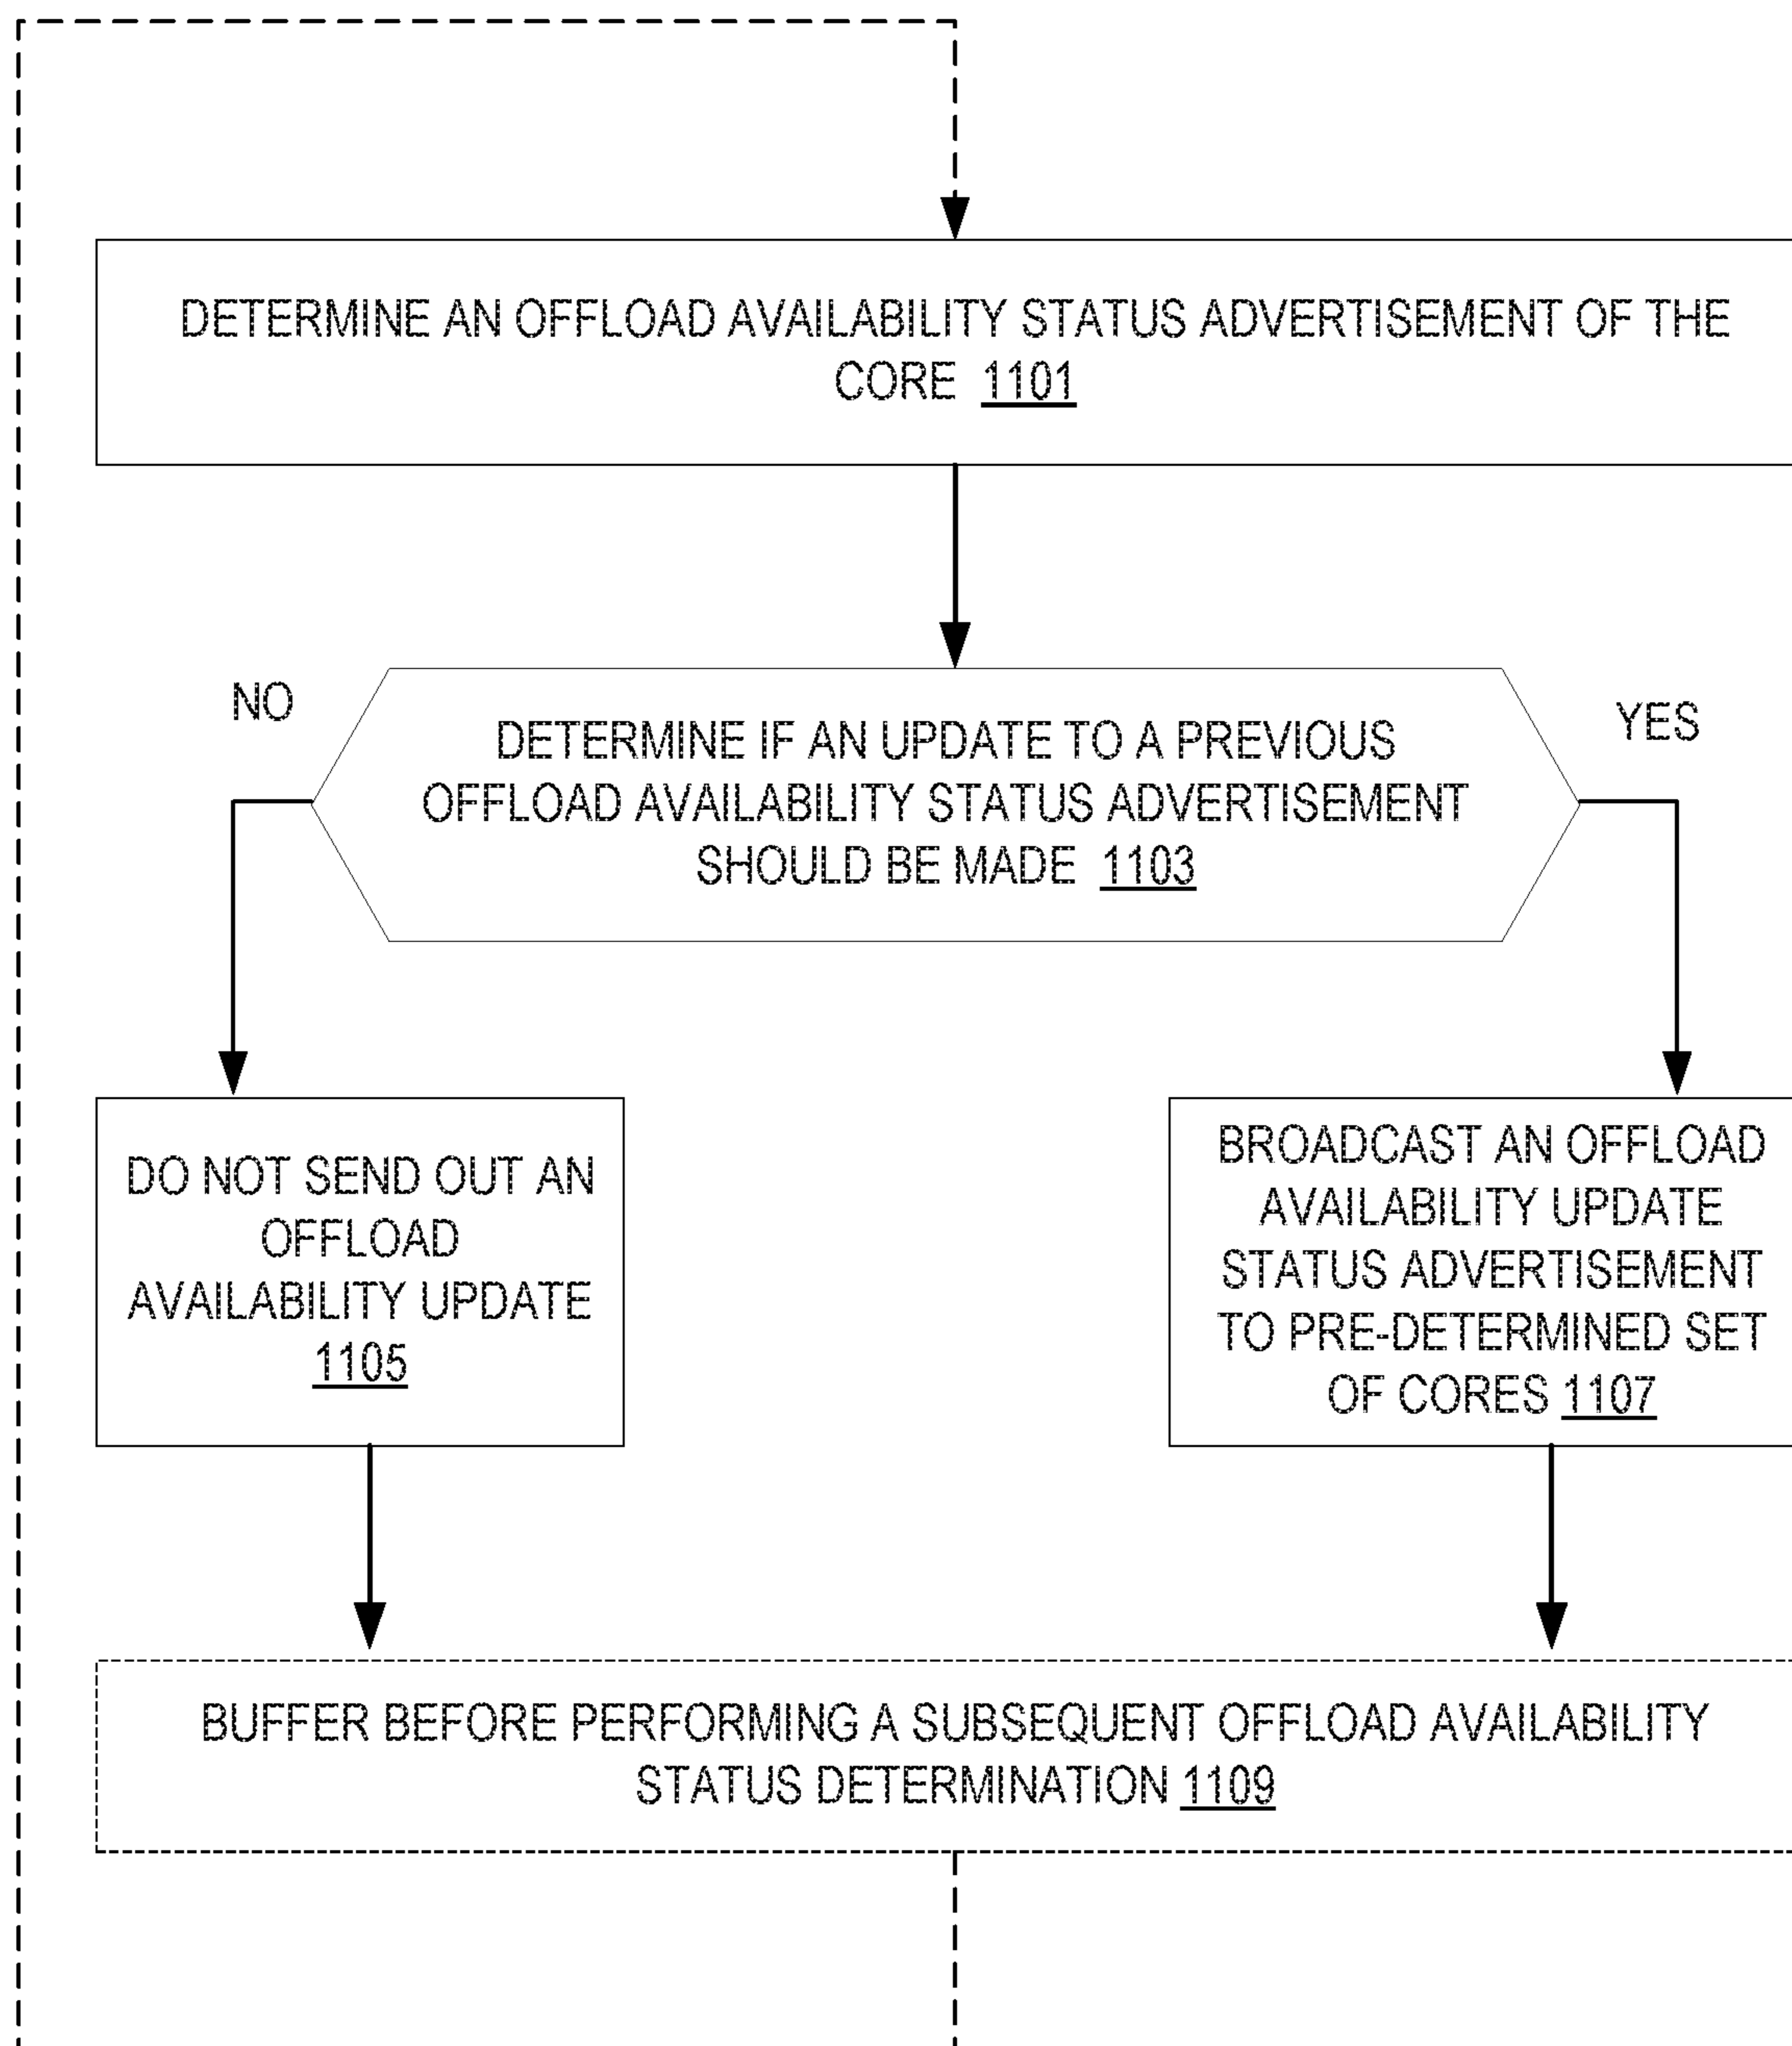 DETERMINE AN OFFLOAD AVAILABILITY STATUS ADVERTISEMENT OF THE
CORE 1101
NO
DETERMINE IF AN UPDATE TO A PREVIOUS
OFFLOAD AVAILABILITY STATUS ADVERTISEMENT
SHOULD BE MADE 1103
YES
DO NOT SEND OUT AN
OFFLOAD
AVAILABILITY UPDATE
1105
BROADCAST AN OFFLOAD
AVAILABILITY UPDATE
STATUS ADVERTISEMENT
TO PRE-DETERMINED SET
OF CORES 1107
BUFFER BEFORE PERFORMING A SUBSEQUENT OFFLOAD AVAILABILITY
STATUS DETERMINATION 1109